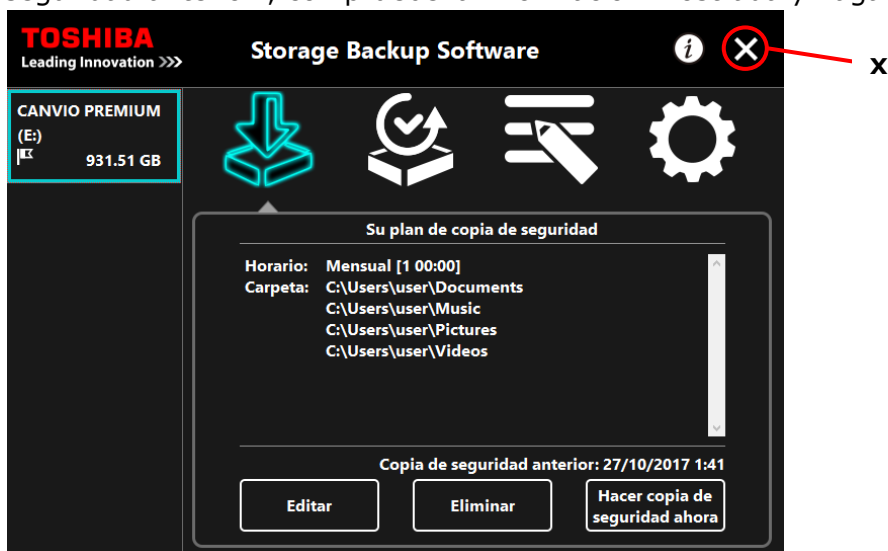 TOSHIBA
Leading Innovation >>>
Storage Backup Software
i
x
CANVIO PREMIUM
(E:)
931.51 GB
Su plan de copia de seguridad
Horario: Mensual [1 00:00]
Carpeta: C:\Users\user\Documents
C:\Users\user\Music
C:\Users\user\Pictures
C:\Users\user\Videos
Copia de seguridad anterior: 27/10/2017 1:41
Editar
Eliminar
Hacer copia de
seguridad ahora